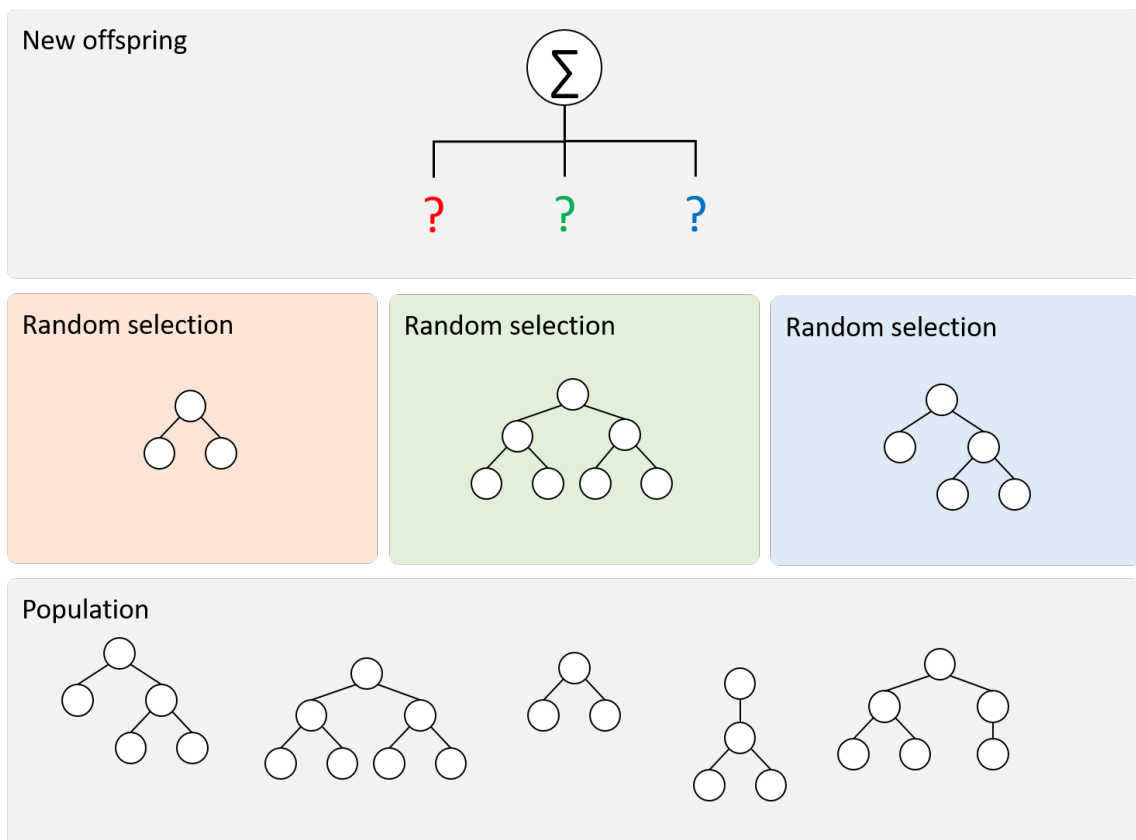 New offspring
∑
? ? ?
Random selection
Random selection
Random selection
Population